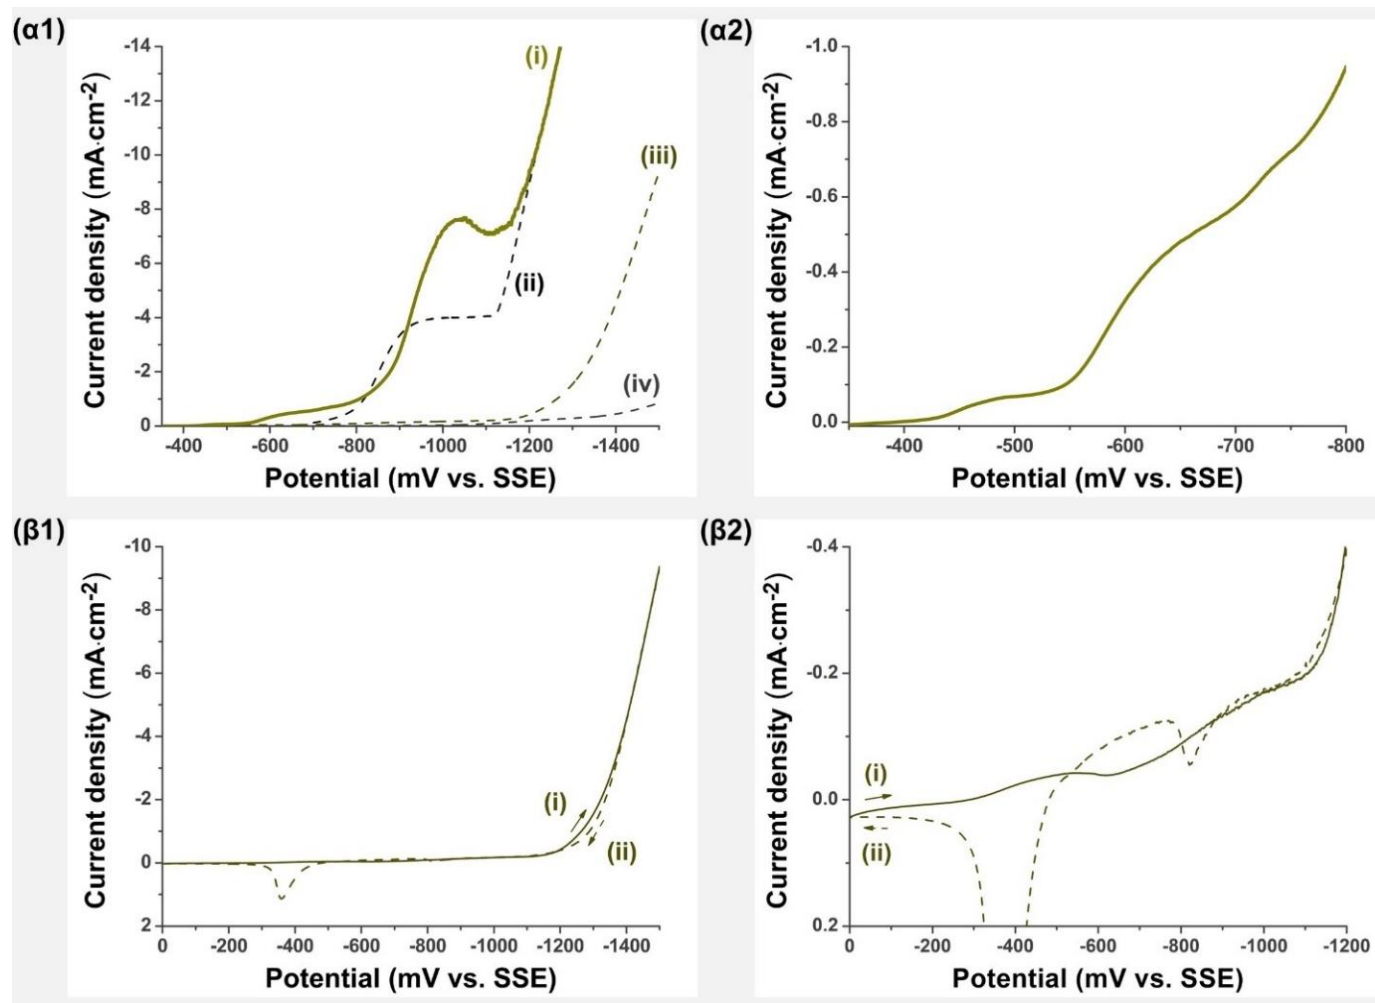 (α1)
-14
-12
-10
-8
-6
-4
-2
0
Current density (mA·cm-2)
(i)
(ii)
(iii)
(iv)
-400 -600 -800 -1000 -1200 -1400
Potential (mV vs. SSE)
(α2)
-1.0
-0.8
-0.6
-0.4
-0.2
0.0
Current density (mA·cm-2)
-400 -500 -600 -700 -800
Potential (mV vs. SSE)
(β1)
-10
-8
-6
-4
-2
0
2
Current density (mA·cm-2)
(i)
(ii)
0 -200 -400 -600 -800 -1000 -1200 -1400
Potential (mV vs. SSE)
(β2)
-0.4
-0.2
0.0
0.2
Current density (mA·cm-2)
(i)
(ii)
0 -200 -400 -600 -800 -1000 -1200
Potential (mV vs. SSE)